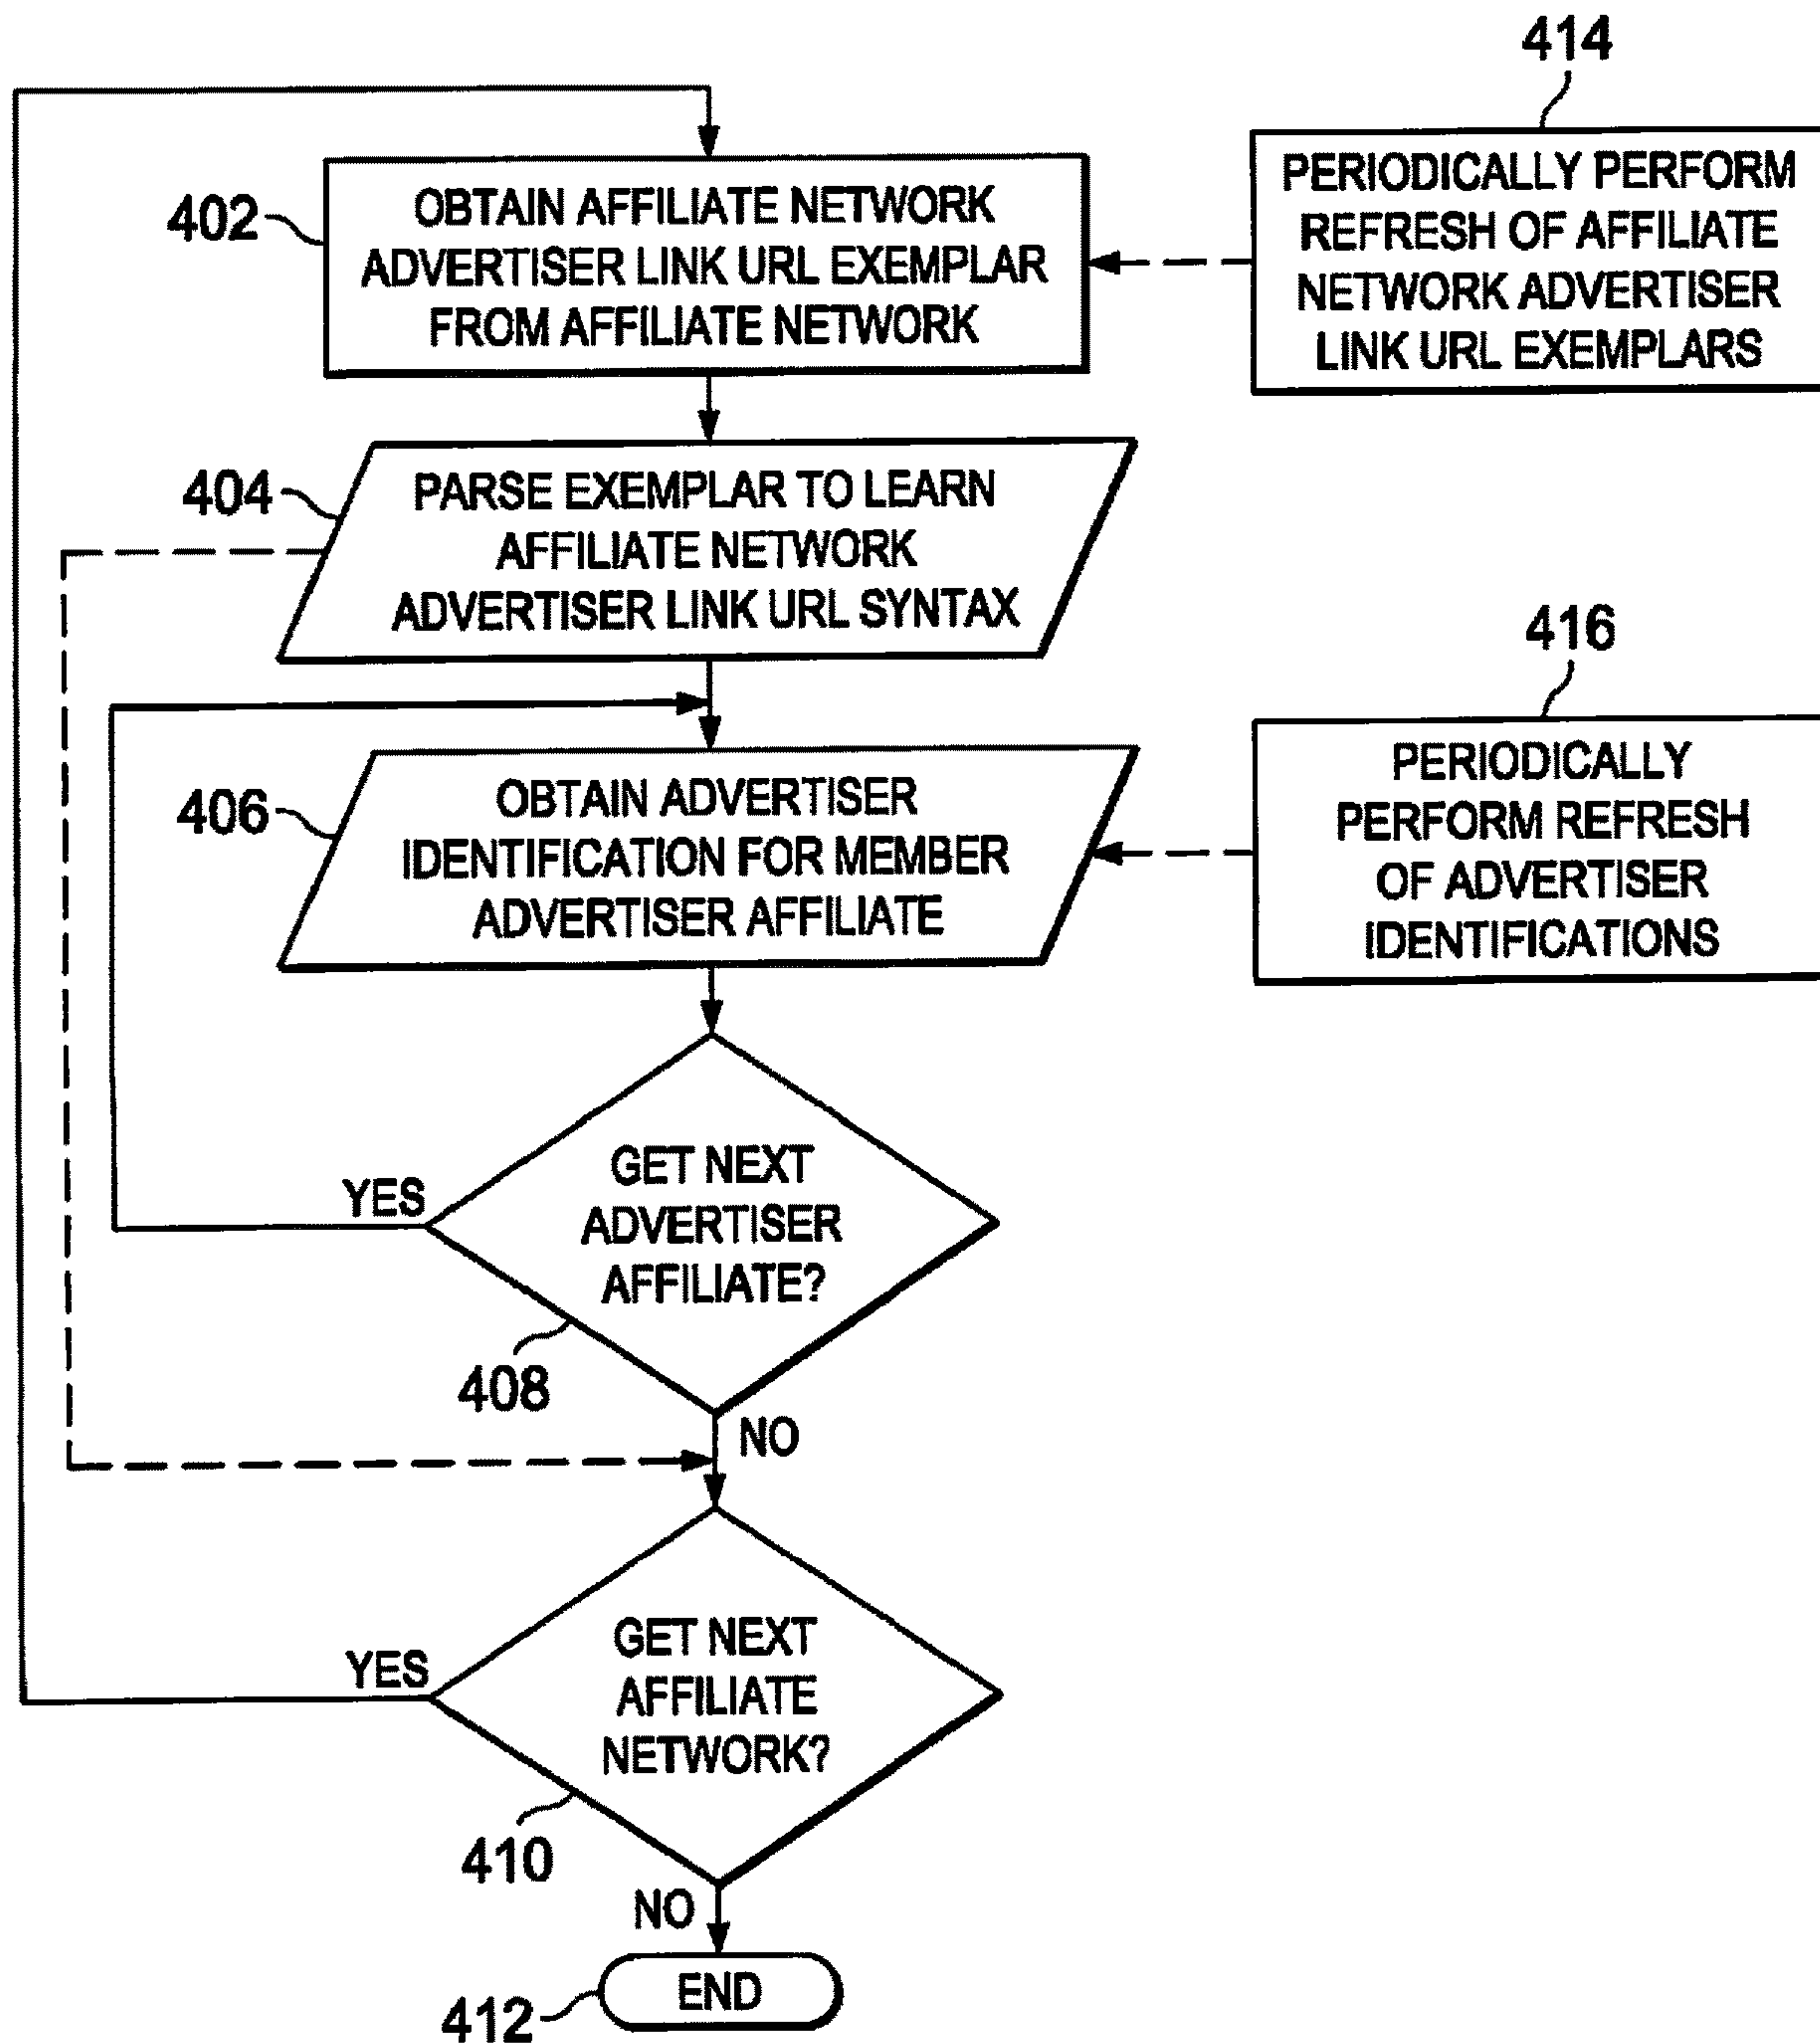 414
402
OBTAIN AFFILIATE NETWORK
ADVERTISER LINK URL EXEMPLAR
FROM AFFILIATE NETWORK
PERIODICALLY PERFORM
REFRESH OF AFFILIATE
NETWORK ADVERTISER
LINK URL EXEMPLARS
404
PARSE EXEMPLAR TO LEARN
AFFILIATE NETWORK
ADVERTISER LINK URL SYNTAX
416
406
OBTAIN ADVERTISER
IDENTIFICATION FOR MEMBER
ADVERTISER AFFILIATE
PERIODICALLY
PERFORM REFRESH
OF ADVERTISER
IDENTIFICATIONS
YES
GET NEXT
ADVERTISER
AFFILIATE?
408
NO
YES
GET NEXT
AFFILIATE
NETWORK?
410
NO
END
412